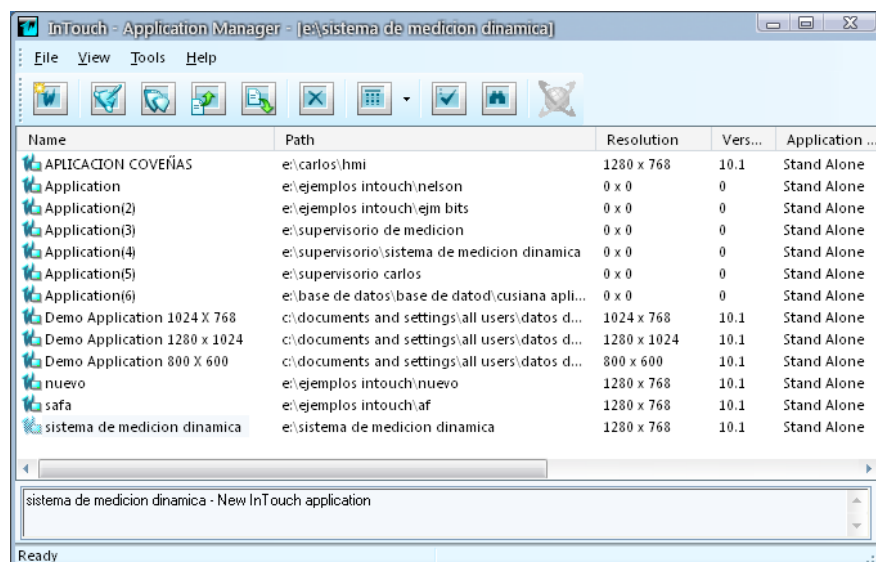 InTouch - Application Manager - [e:\sistema de medicion dinamica]
File View Tools Help
Name Path Resolution Vers... Application ...
APLICACION COVEÑAS e:\carlos\hmi 1280 x 768 10.1 Stand Alone
Application e:\ejemplos intouch\nelson 0 x 0 0 Stand Alone
Application(2) e:\ejemplos intouch\ejm bits 0 x 0 0 Stand Alone
Application(3) e:\supervisorio de medicion 0 x 0 0 Stand Alone
Application(4) e:\supervisorio\sistema de medicion dinamica 0 x 0 0 Stand Alone
Application(5) e:\supervisorio carlos 0 x 0 0 Stand Alone
Application(6) e:\base de datos\base de datod\cusiana apli... 0 x 0 0 Stand Alone
Demo Application 1024 X 768 c:\documents and settings\all users\datos d... 1024 x 768 10.1 Stand Alone
Demo Application 1280 x 1024 c:\documents and settings\all users\datos d... 1280 x 1024 10.1 Stand Alone
Demo Application 800 X 600 c:\documents and settings\all users\datos d... 800 x 600 10.1 Stand Alone
nuevo e:\ejemplos intouch\nuevo 1280 x 768 10.1 Stand Alone
safa e:\ejemplos intouch\af 1280 x 768 10.1 Stand Alone
sistema de medicion dinamica e:\sistema de medicion dinamica 1280 x 768 10.1 Stand Alone
sistema de medicion dinamica - New InTouch application
Ready